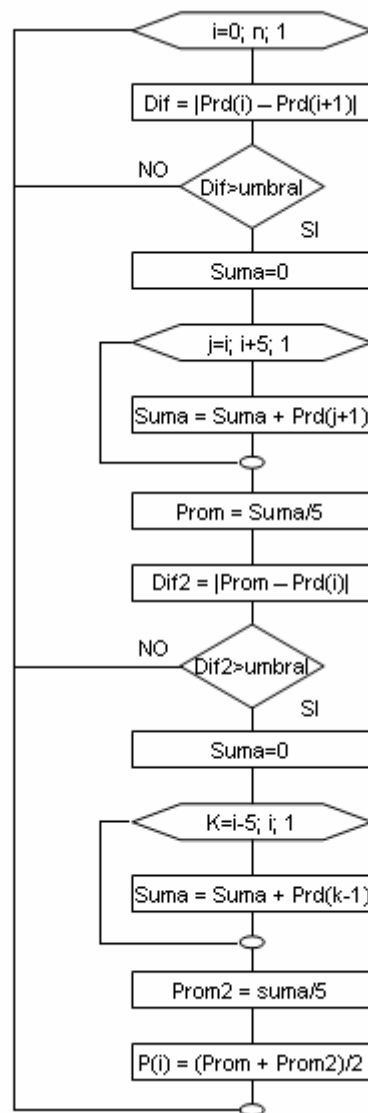 i=0; n; 1
Dif = |Prd(i) – Prd(i+1)|
NO
Dif>umbral
SI
Suma=0
j=i; i+5; 1
Suma = Suma + Prd(j+1)
Prom = Suma/5
Dif2 = |Prom – Prd(i)|
NO
Dif2>umbral
SI
Suma=0
K=i-5; i; 1
Suma = Suma + Prd(k-1)
Prom2 = suma/5
P(i) = (Prom + Prom2)/2